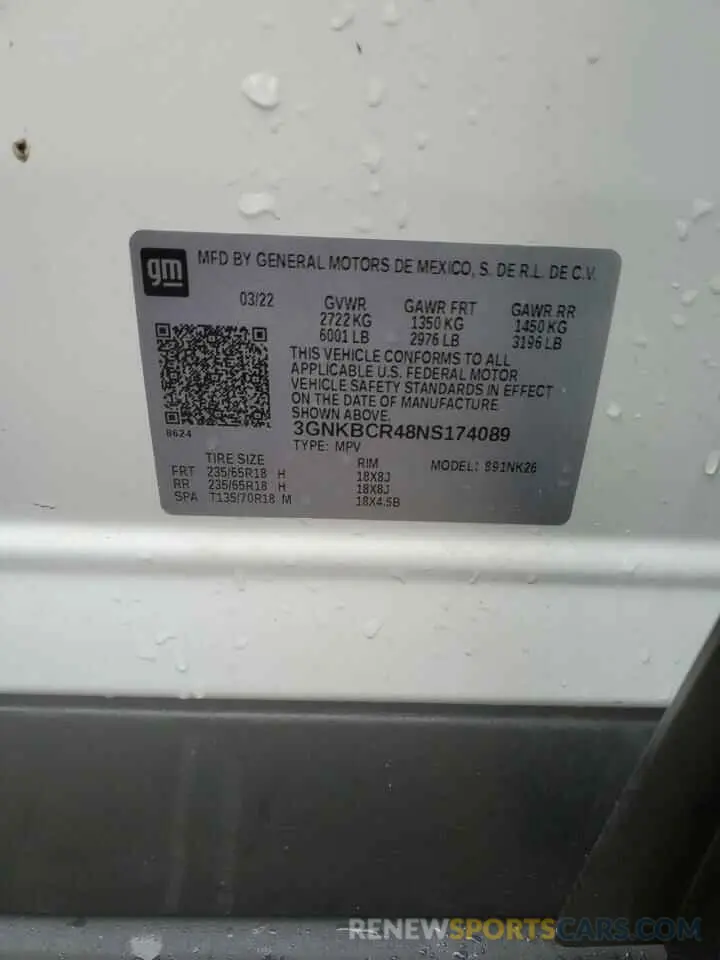 gm
MFD BY GENERAL MOTORS DE MEXICO, S. DE R.L. DE C.V.
03/22 GVWR GAWR FRT GAWR RR
2722 KG 1350 KG 1450 KG
6001 LB 2976 LB 3196 LB
THIS VEHICLE CONFORMS TO ALL
APPLICABLE U.S. FEDERAL MOTOR
VEHICLE SAFETY STANDARDS IN EFFECT
ON THE DATE OF MANUFACTURE
SHOWN ABOVE.
8624
3GNKBCR48NS174089
TYPE: MPV
TIRE SIZE RIM MODEL: 891NK26
FRT 235/65R18 H 18X8J
RR 235/65R18 H 18X8J
SPA T135/70R18 M 18X4.5B
RENEWSPORTSCARS.COM